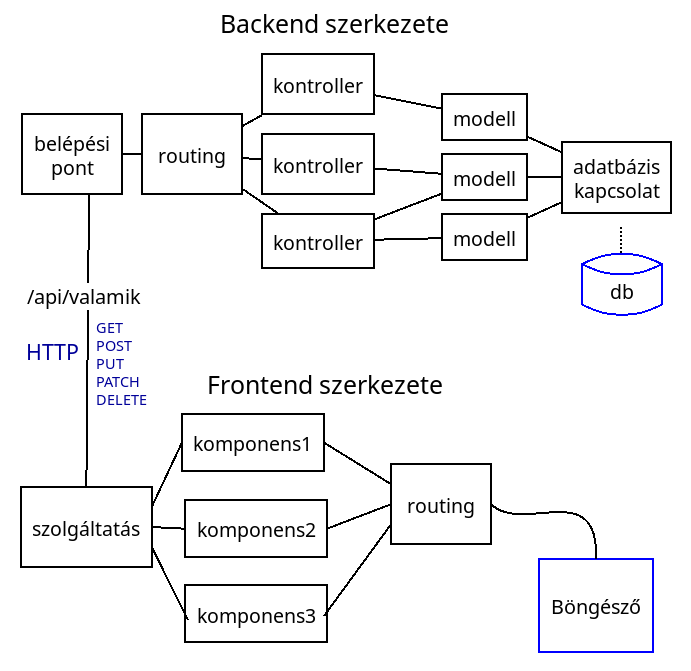 Backend szerkezete
kontroller
modell
belépési
pont
routing
kontroller
modell
adatbázis
kapcsolat
kontroller
modell
db
/api/valamik
HTTP
GET
POST
PUT
PATCH
DELETE
Frontend szerkezete
komponens1
szolgáltatás
komponens2
routing
komponens3
Böngésző